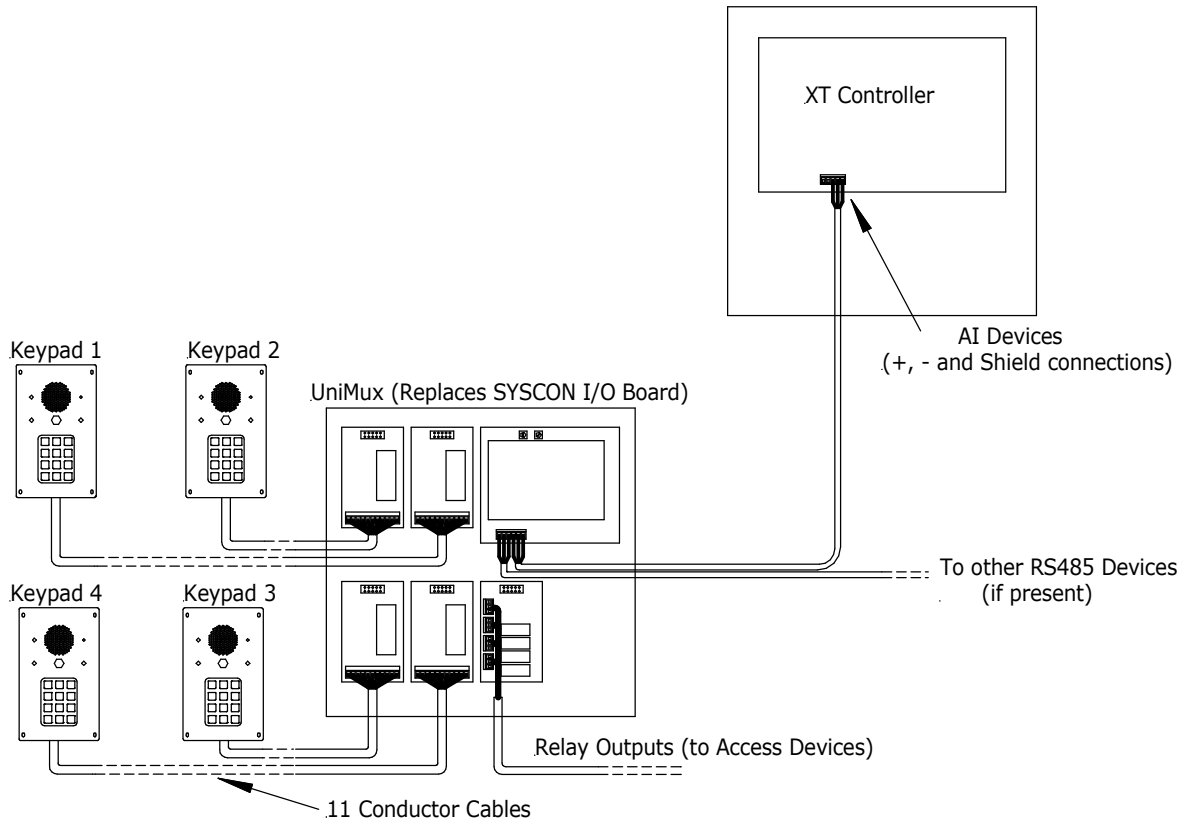 XT Controller
AI Devices
(+, - and Shield connections)
Keypad 1
Keypad 2
UniMux (Replaces SYSCON I/O Board)
To other RS485 Devices
(if present)
Keypad 4
Keypad 3
Relay Outputs (to Access Devices)
11 Conductor Cables